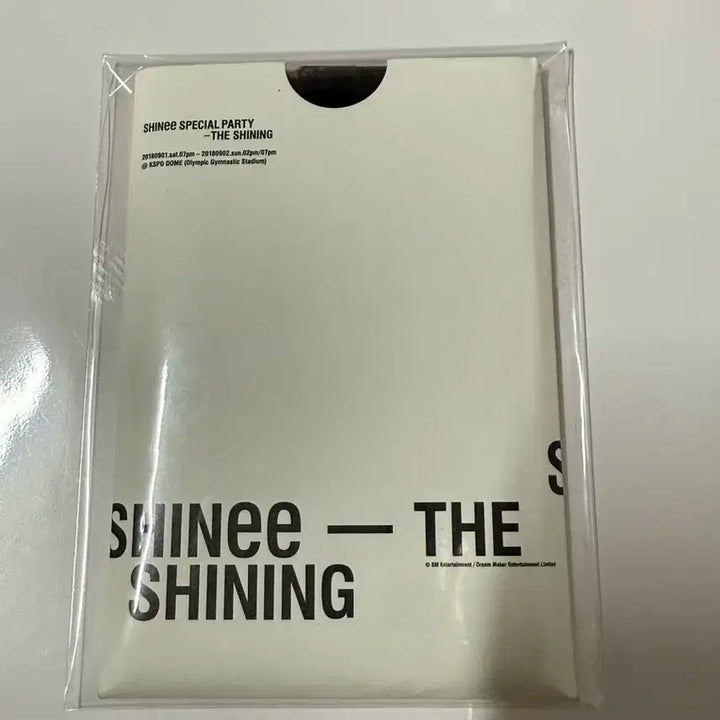 SHINee SPECIAL PARTY
–THE SHINING
20180901.sat.07pm – 20180902.sun.02pm/07pm
@ KSPO DOME (Olympic Gymnastic Stadium)
S
SHINee — THE
© SM Entertainment / Dream Maker Entertainment Limited
SHINING